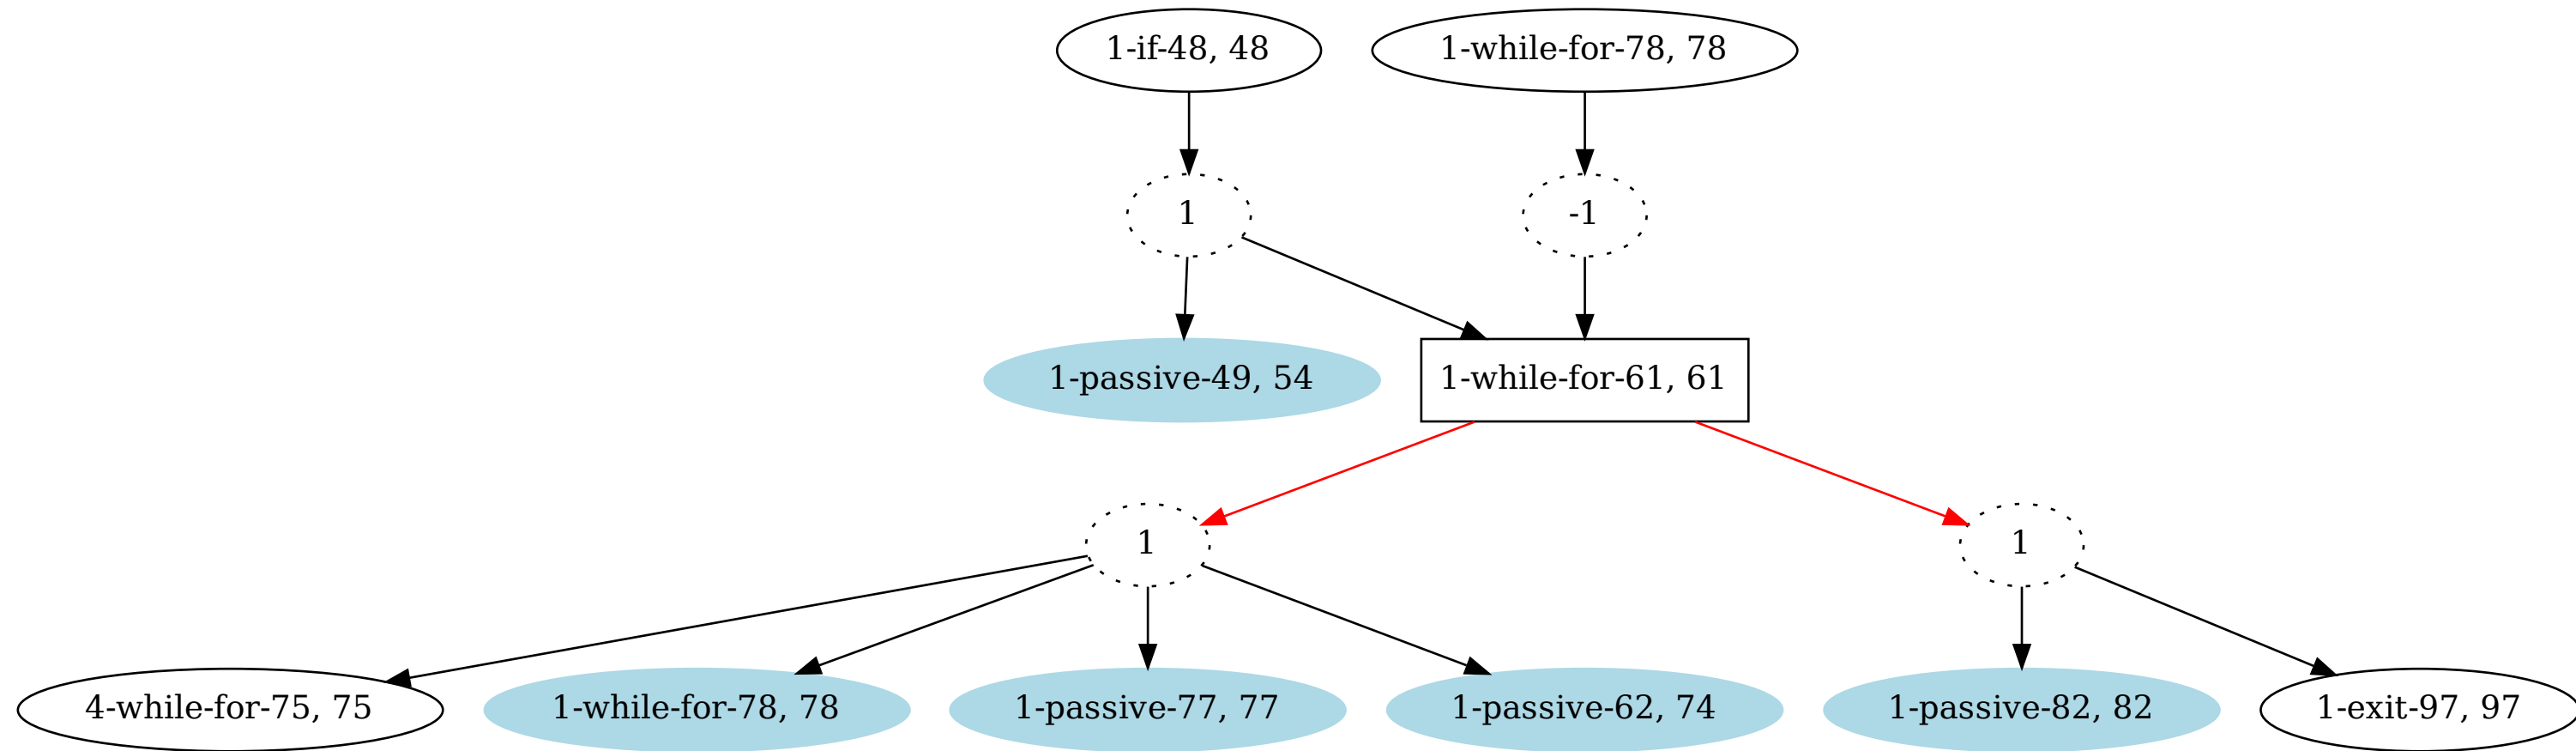 1-if-48, 48
1-while-for-78, 78
1
-1
1-passive-49, 54
1-while-for-61, 61
1
1
4-while-for-75, 75
1-while-for-78, 78
1-passive-77, 77
1-passive-62, 74
1-passive-82, 82
1-exit-97, 97